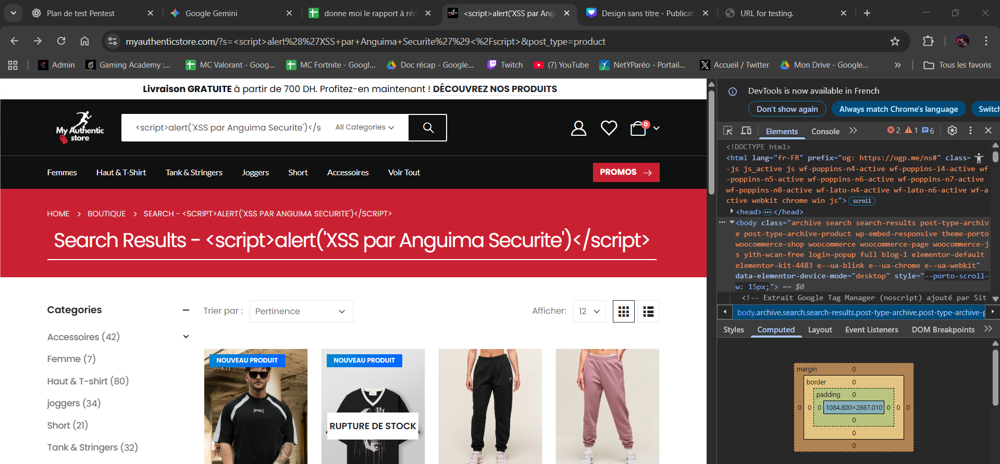 Plan de test Pentest
Google Gemini
donne moi le rapport à réd
<script>alert('XSS par Ang
Design sans titre - Publicat
URL for testing.
myauthenticstore.com/?s=<script>alert%28%27XSS+par+Anguima+Securite%27%29<%2Fscript>&post_type=product
Admin
Gaming Academy :...
MC Valorant - Goog...
MC Fortnite - Googl...
Doc récap - Google...
Twitch
(7) YouTube
NetYParéo - Portail...
Accueil / Twitter
Mon Drive - Google...
Tous les favoris
Livraison GRATUITE à partir de 700 DH. Profitez-en maintenant ! DÉCOUVREZ NOS PRODUITS
My Authentic
store
<script>alert('XSS par Anguima Securite')</s
All Categories
0
Femmes
Haut & T-Shirt
Tank & Stringers
Joggers
Short
Accessoires
Voir Tout
PROMOS
HOME > BOUTIQUE > SEARCH - <SCRIPT>ALERT('XSS PAR ANGUIMA SECURITE')</SCRIPT>
Search Results - <script>alert('XSS par Anguima Securite')</script>
Categories
Accessoires (42)
Femme (7)
Haut & T-shirt (80)
joggers (34)
Short (21)
Tank & Stringers (32)
Trier par :
Pertinence
Afficher:
12
NOUVEAU PRODUIT
NOUVEAU PRODUIT
RUPTURE DE STOCK
DevTools is now available in French
Don't show again
Always match Chrome's language
Switch
Elements
Console
2
1
6
<!DOCTYPE html>
<html lang="fr-FR" prefix="og: https://ogp.me/ns#" class=
-js js_active js wf-poppins-n4-active wf-poppins-i4-active wf
-poppins-n5-active wf-poppins-n6-active wf-poppins-n7-active
wf-poppins-n8-active wf-lato-n4-active wf-lato-n6-active wf-a
ctive webkit chrome win js"> scroll
<head>...</head>
<body class="archive search search-results post-type-archiv
e post-type-archive-product wp-embed-responsive theme-porto
woocommerce-shop woocommerce woocommerce-page woocommerce-j
s yith-wcan-free login-popup full blog-1 elementor-default
elementor-kit-4483 e--ua-blink e--ua-chrome e--ua-webkit"
data-elementor-device-mode="desktop" style="--porto-scroll-
w: 15px;"> == $0
<!-- Extrait Google Tag Manager (noscript) ajouté par Sit
body.archive.search.search-results.post-type-archive.post-type-archive-p
Styles
Computed
Layout
Event Listeners
DOM Breakpoints
margin
0
border
0
padding
0
0
0
0
1084.800×2867.010
0
0
0
0
0
0